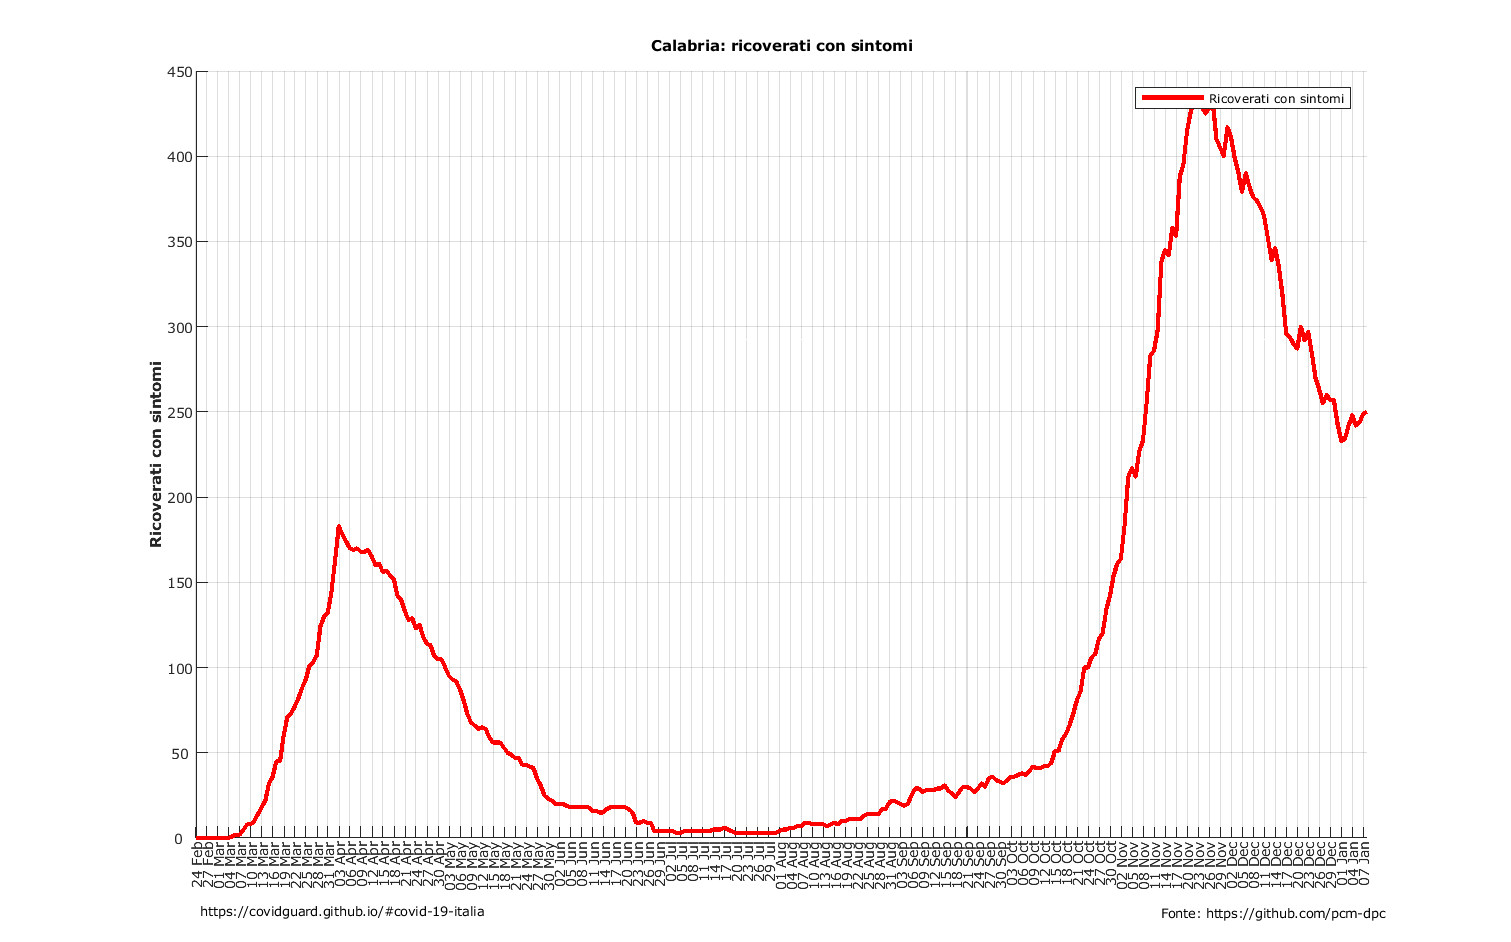 Calabria: ricoverati con sintomi
Ricoverati con sintomi
450
400
350
300
250
200
150
100
50
0
Ricoverati con sintomi
24 Feb
27 Feb
01 Mar
04 Mar
07 Mar
10 Mar
13 Mar
16 Mar
19 Mar
22 Mar
25 Mar
28 Mar
31 Mar
03 Apr
06 Apr
09 Apr
12 Apr
15 Apr
18 Apr
21 Apr
24 Apr
27 Apr
30 Apr
03 May
06 May
09 May
12 May
15 May
18 May
21 May
24 May
27 May
30 May
02 Jun
05 Jun
08 Jun
11 Jun
14 Jun
17 Jun
20 Jun
23 Jun
26 Jun
29 Jun
02 Jul
05 Jul
08 Jul
11 Jul
14 Jul
17 Jul
20 Jul
23 Jul
26 Jul
29 Jul
01 Aug
04 Aug
07 Aug
10 Aug
13 Aug
16 Aug
19 Aug
22 Aug
25 Aug
28 Aug
31 Aug
03 Sep
06 Sep
09 Sep
12 Sep
15 Sep
18 Sep
21 Sep
24 Sep
27 Sep
30 Sep
03 Oct
06 Oct
09 Oct
12 Oct
15 Oct
18 Oct
21 Oct
24 Oct
27 Oct
30 Oct
02 Nov
05 Nov
08 Nov
11 Nov
14 Nov
17 Nov
20 Nov
23 Nov
26 Nov
29 Nov
02 Dec
05 Dec
08 Dec
11 Dec
14 Dec
17 Dec
20 Dec
23 Dec
26 Dec
29 Dec
01 Jan
04 Jan
07 Jan
https://covidguard.github.io/#covid-19-italia
Fonte: https://github.com/pcm-dpc